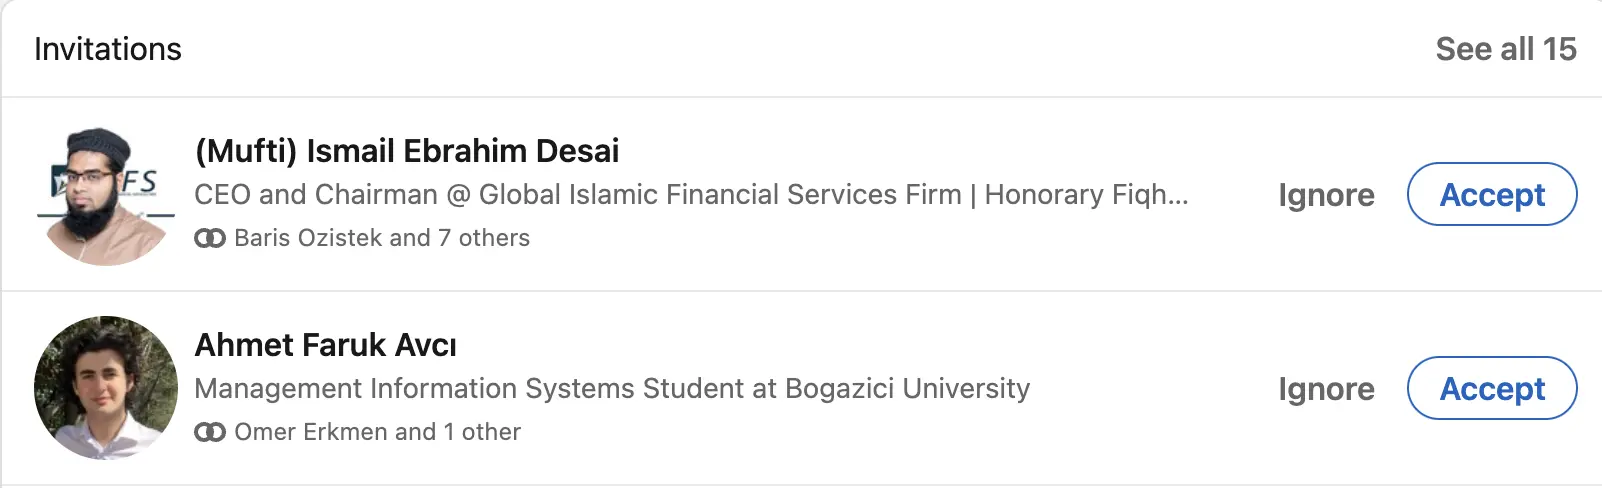 Invitations
See all 15
(Mufti) Ismail Ebrahim Desai
CEO and Chairman @ Global Islamic Financial Services Firm | Honorary Fiqh...
Baris Ozistek and 7 others
Ignore
Accept
FS
Ahmet Faruk Avcı
Management Information Systems Student at Bogazici University
Omer Erkmen and 1 other
Ignore
Accept